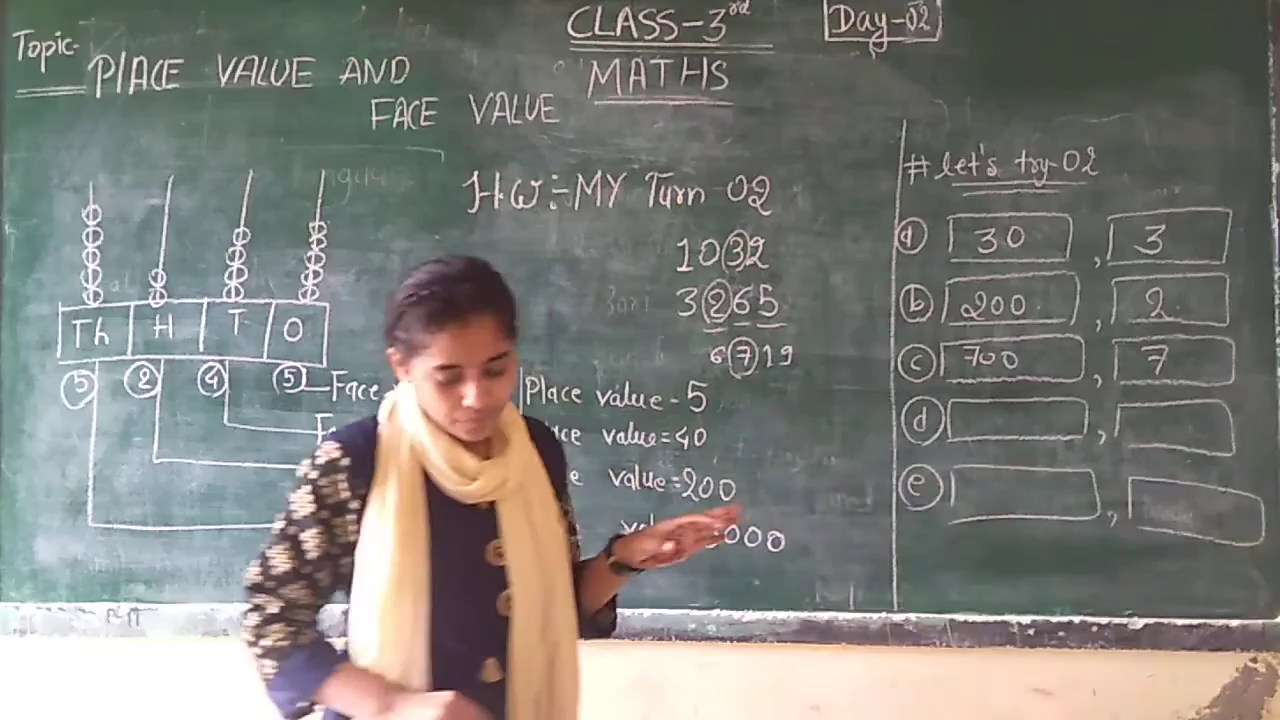 CLASS-3rd
Day-02
Topic-
PlACE VALUE AND
FACE VALUE
MATHS
HW:-MY Turn 02
1032
3265
6719
Th H T O
5 2 4 5 Face
Place value - 5
value=40
value=200
000
# let's try-02
a 30 , 3
b 200 , 2
c 700 , 7
d ,
e ,